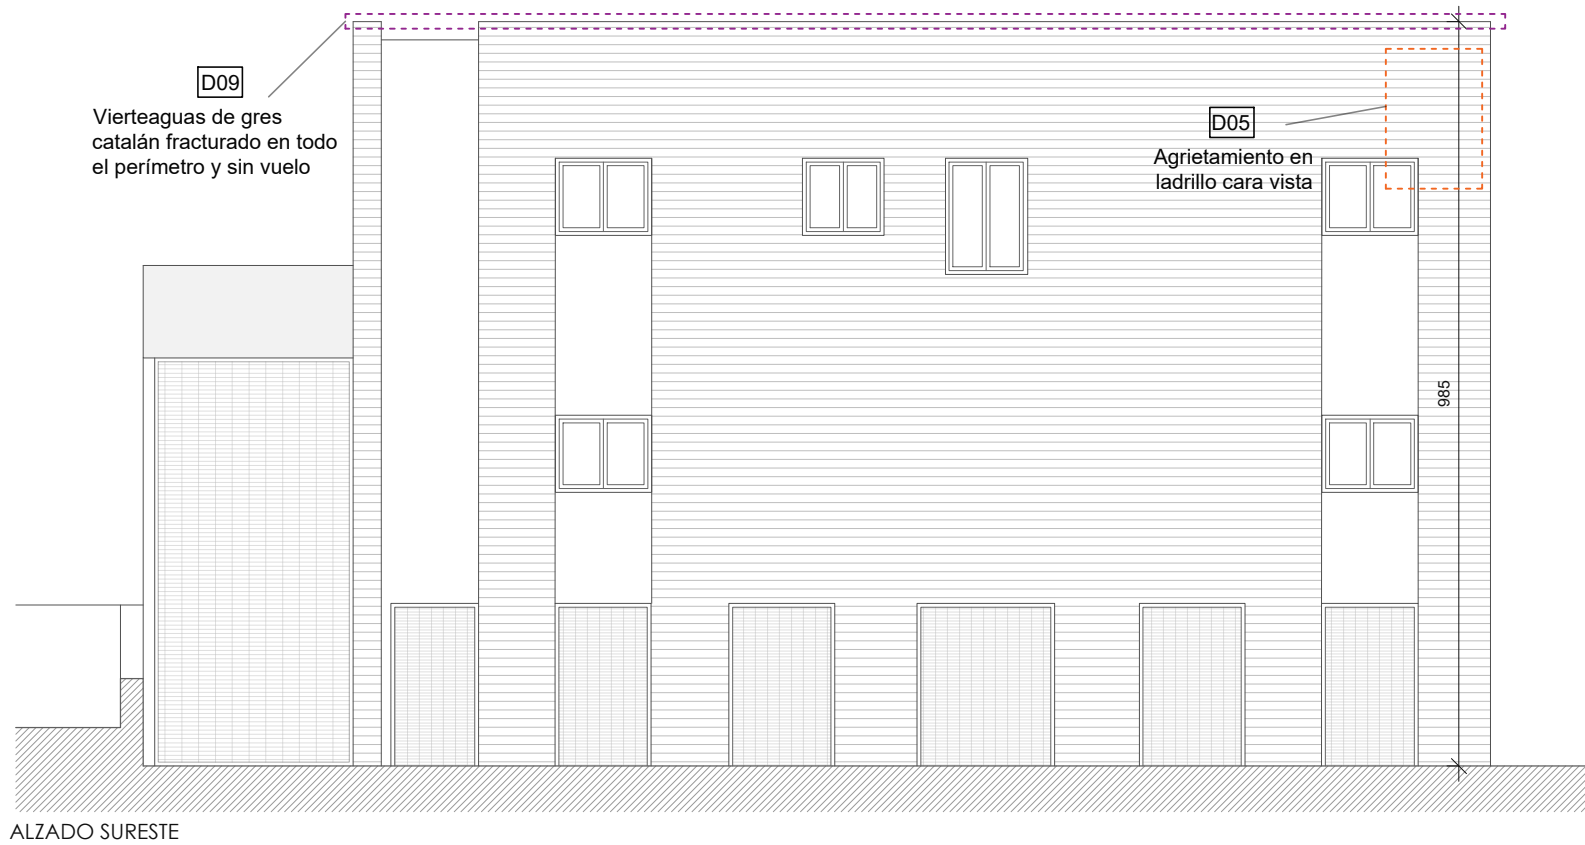 D09
Vierteaguas de gres
catalán fracturado en todo
el perímetro y sin vuelo
D05
Agrietamiento en
ladrillo cara vista
985
ALZADO SURESTE